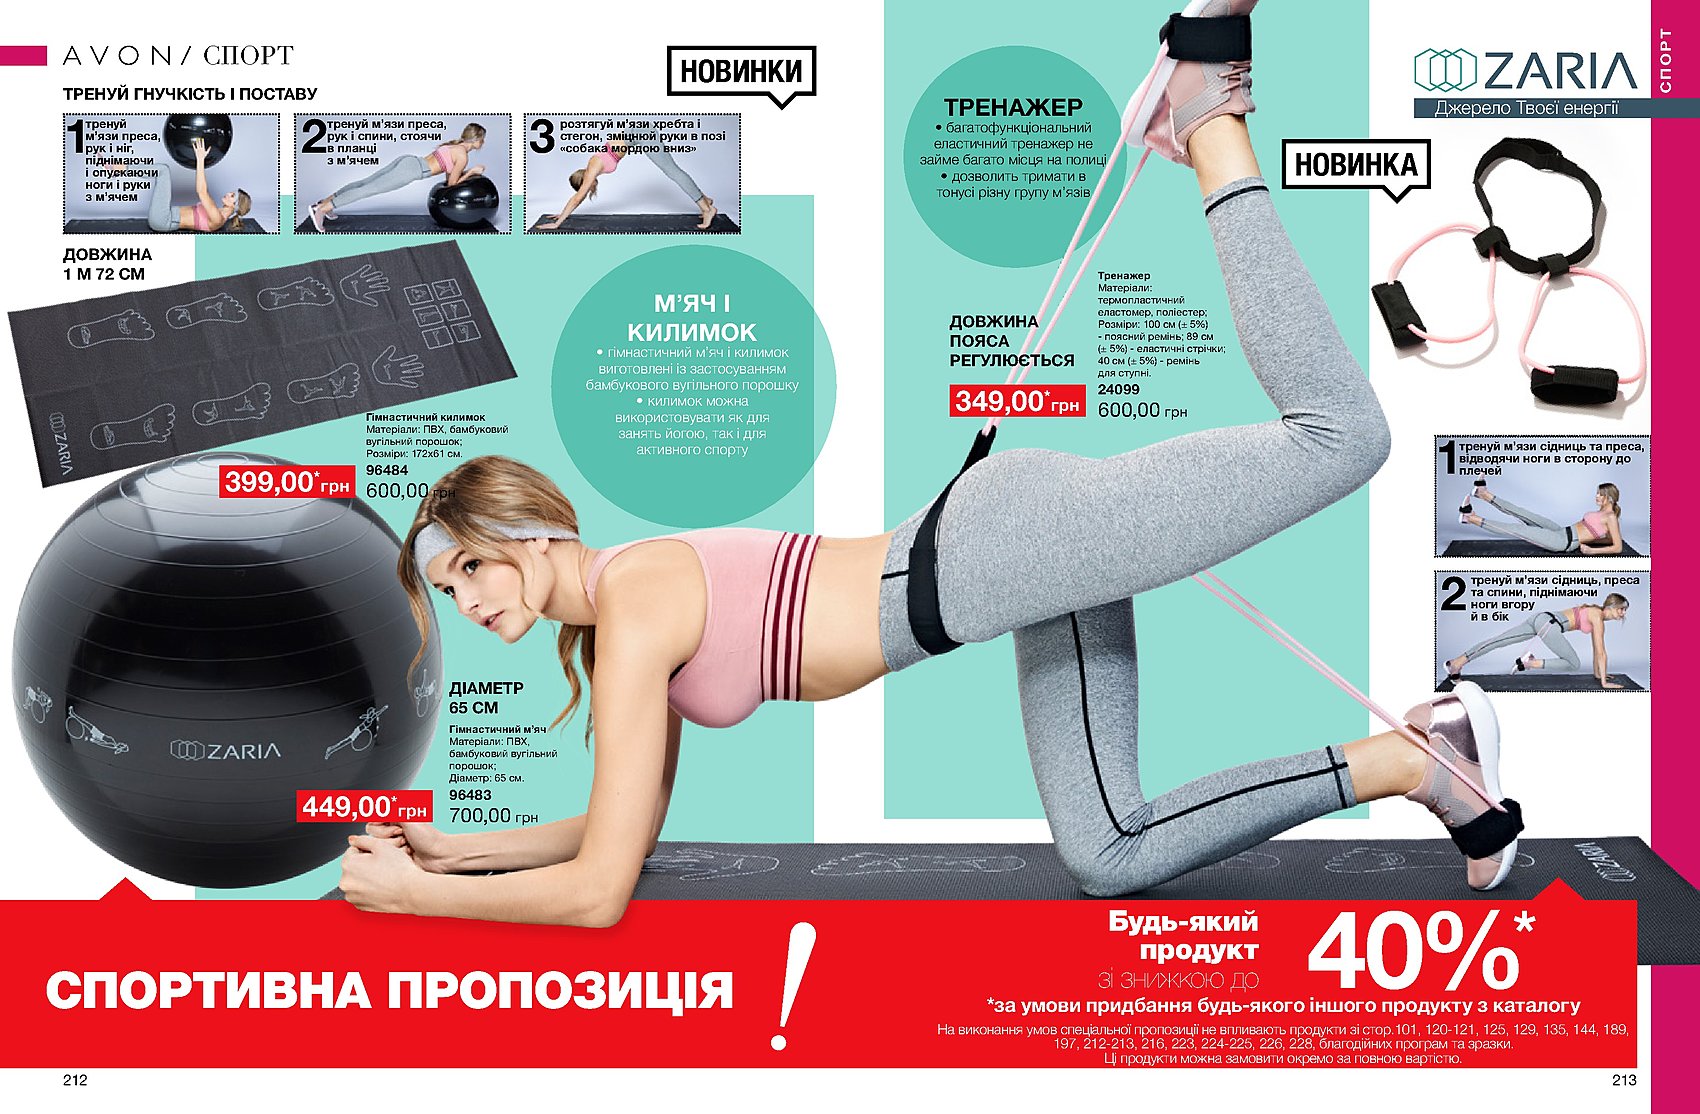 AVON / СПОРТ
НОВИНКИ
ТРЕНУЙ ГНУЧКІСТЬ І ПОСТАВУ
1 тренуй
м'язи преса,
рук і ніг,
піднімаючи
і опускаючи
ноги і руки
з м'ячем
2 тренуй м'язи преса,
рук і спини, стоячи
в планці
з м'ячем
3 розтягуй м'язи хребта і
стегон, зміцнюй руки в позі
«собака мордою вниз»
ДОВЖИНА
1 М 72 СМ
М'ЯЧ І
КИЛИМОК
• гімнастичний м'яч і килимок
виготовлені із застосуванням
бамбукового вугільного порошку
• килимок можна
використовувати як для
занять йогою, так і для
активного спорту
ZARIA
Гімнастичний килимок
Матеріали: ПВХ, бамбуковий
вугільний порошок;
Розміри: 172х61 см.
96484
399,00* грн
600,00 грн
ZARIA
ДІАМЕТР
65 СМ
Гімнастичний м'яч
Матеріали: ПВХ,
бамбуковий вугільний
порошок;
Діаметр: 65 см.
96483
449,00* грн
700,00 грн
ТРЕНАЖЕР
• багатофункціональний
еластичний тренажер не
займе багато місця на полиці
• дозволить тримати в
тонусі різну групу м'язів
ZARIA
Джерело Твоєї енергії
СПОРТ
НОВИНКА
ДОВЖИНА
ПОЯСА
РЕГУЛЮЄТЬСЯ
349,00* грн
Тренажер
Матеріали:
термопластичний
еластомер, поліестер;
Розміри: 100 см (± 5%)
- поясний ремінь; 89 см
(± 5%) - еластичні стрічки;
40 см (± 5%) - ремінь
для ступні.
24099
600,00 грн
1 тренуй м'язи сідниць та преса,
відводячи ноги в сторону до
плечей
2 тренуй м'язи сідниць, преса
та спини, піднімаючи
ноги вгору
й в бік
ZARIA
СПОРТИВНА ПРОПОЗИЦІЯ !
Будь-який
продукт
зі знижкою до
40%*
*за умови придбання будь-якого іншого продукту з каталогу
На виконання умов спеціальної пропозиції не впливають продукти зі стор.101, 120-121, 125, 129, 135, 144, 189,
197, 212-213, 216, 223, 224-225, 226, 228, благодійних програм та зразки.
Ці продукти можна замовити окремо за повною вартістю.
212
213